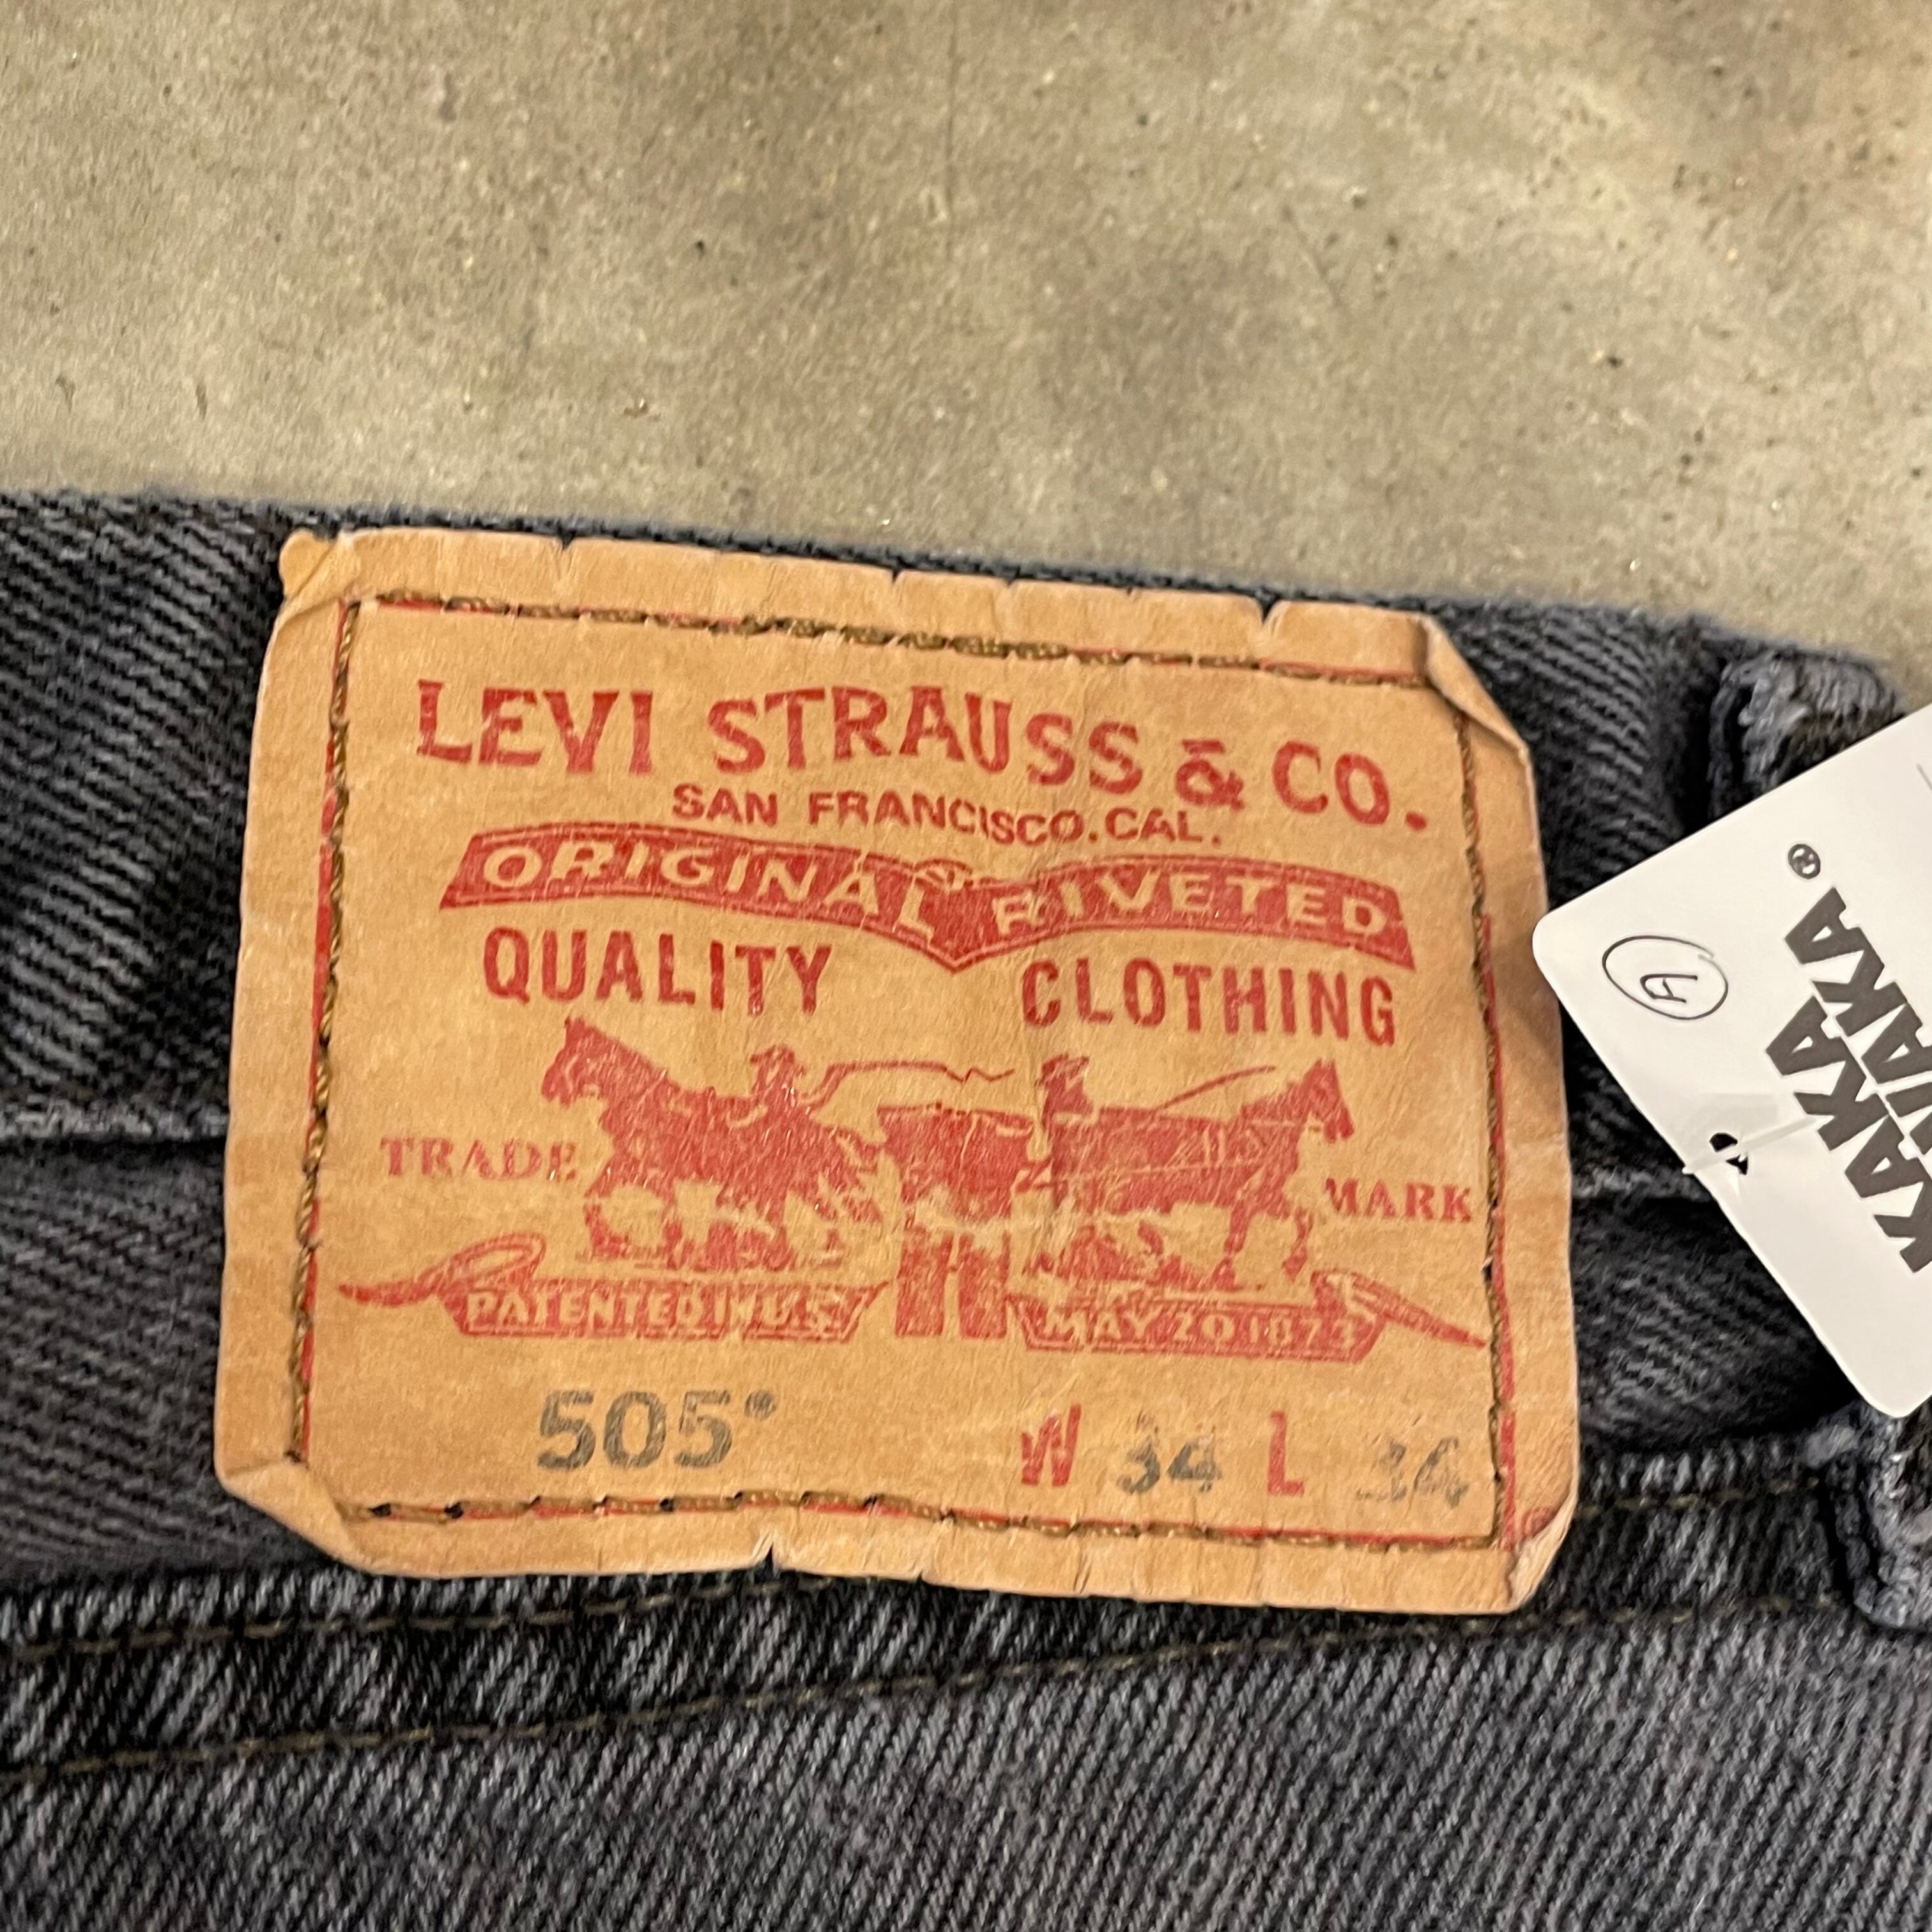 LEVI STRAUSS & CO.
SAN FRANCISCO.CAL.
ORIGINAL RIVETED
QUALITY CLOTHING
TRADE MARK
PATENTED IN U.S. MAY 20 1873
505®
W 34 L 34
KAKA
VAKA®